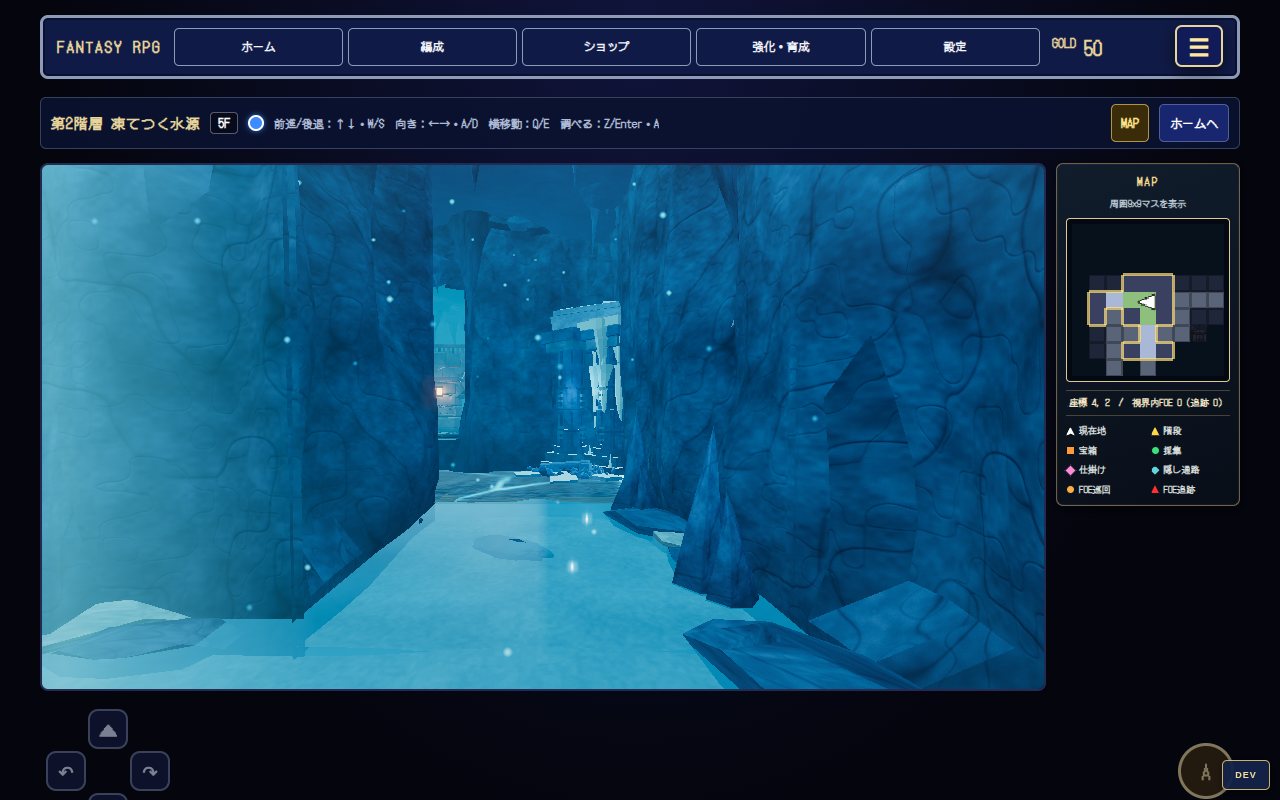 FANTASY RPG ホーム 編成 ショップ 強化・育成 設定 GOLD 50
第2階層 凍てつく水源 5F 前進/後退：↑↓・W/S 向き：←→・A/D 横移動：Q/E 調べる：Z/Enter・A MAP ホームへ
MAP
周囲9x9マスを表示
座標 4, 2 / 視界内FOE 0（追跡 0）
現在地 階段
宝箱 採集
仕掛け 隠し通路
FOE巡回 FOE追跡
A
DEV